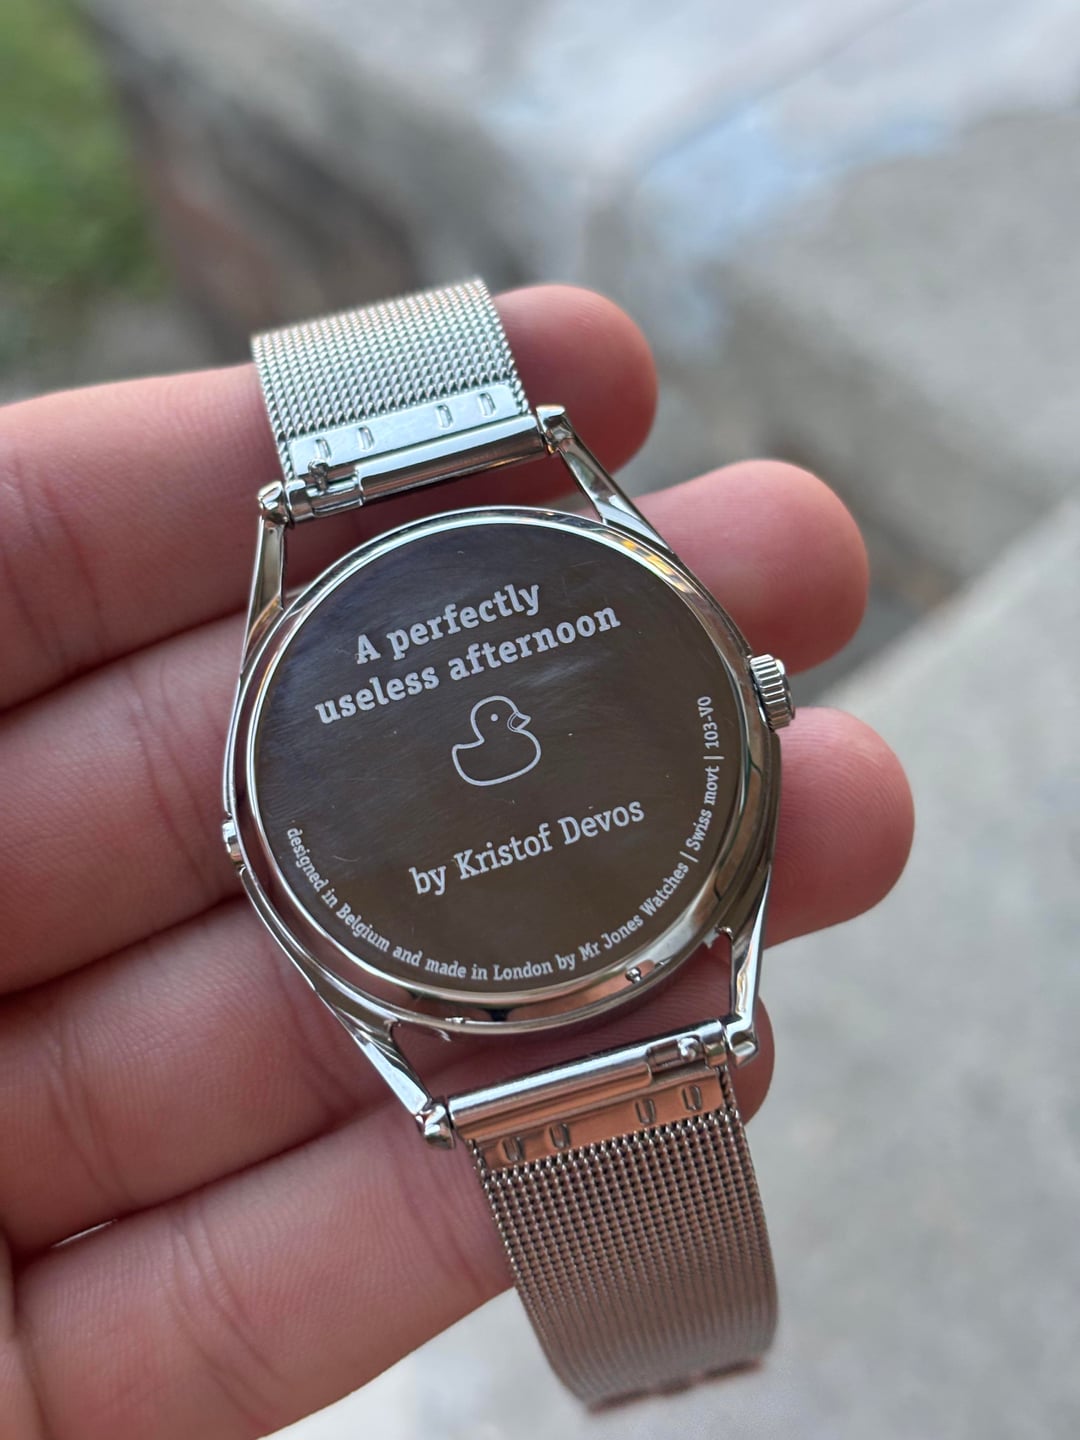 A perfectly
useless afternoon
by Kristof Devos
designed in Belgium and made in London by Mr Jones Watches | Swiss movt | 103-V0